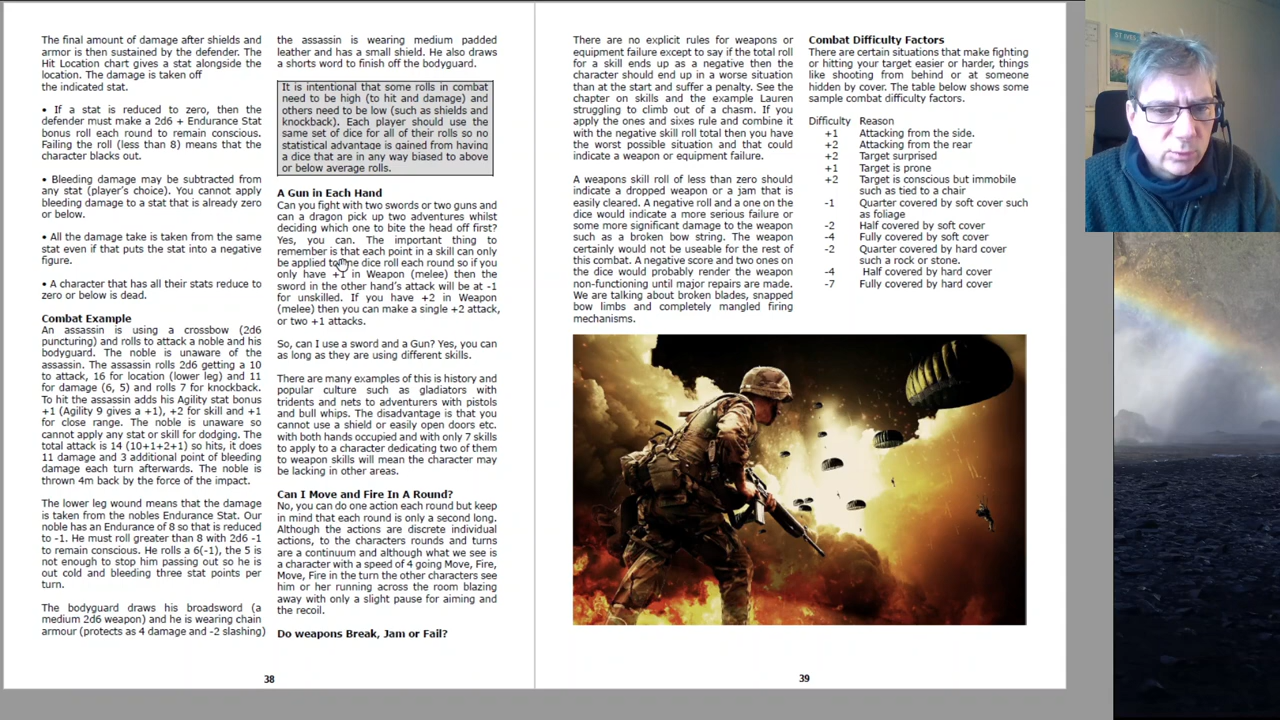 The final amount of damage after shields and
armor is then sustained by the defender. The
Hit Location chart gives a stat alongside the
location. The damage is taken off
the indicated stat.
• If a stat is reduced to zero, then the
defender must make a 2d6 + Endurance Stat
bonus roll each round to remain conscious.
Failing the roll (less than 8) means that the
character blacks out.
• Bleeding damage may be subtracted from
any stat (player's choice). You cannot apply
bleeding damage to a stat that is already zero
or below.
• All the damage take is taken from the same
stat even if that puts the stat into a negative
figure.
• A character that has all their stats reduce to
zero or below is dead.
Combat Example
An assassin is using a crossbow (2d6
puncturing) and rolls to attack a noble and his
bodyguard. The noble is unaware of the
assassin. The assassin rolls 2d6 getting a 10
to attack, 16 for location (lower leg) and 11
for damage (6, 5) and rolls 7 for knockback.
To hit the assassin adds his Agility stat bonus
+1 (Agility 9 gives a +1), +2 for skill and +1
for close range. The noble is unaware so
cannot apply any stat or skill for dodging. The
total attack is 14 (10+1+2+1) so hits, it does
11 damage and 3 additional point of bleeding
damage each turn afterwards. The noble is
thrown 4m back by the force of the impact.
The lower leg wound means that the damage
is taken from the nobles Endurance Stat. Our
noble has an Endurance of 8 so that is reduced
to -1. He must roll greater than 8 with 2d6 -1
to remain conscious. He rolls a 6(-1), the 5 is
not enough to stop him passing out so he is
out cold and bleeding three stat points per
turn.
The bodyguard draws his broadsword (a
medium 2d6 weapon) and he is wearing chain
armour (protects as 4 damage and -2 slashing)
the assassin is wearing medium padded
leather and has a small shield. He also draws
a shorts word to finish off the bodyguard.
It is intentional that some rolls in combat
need to be high (to hit and damage) and
others need to be low (such as shields and
knockback). Each player should use the
same set of dice for all of their rolls so no
statistical advantage is gained from having
a dice that are in any way biased to above
or below average rolls.
A Gun in Each Hand
Can you fight with two swords or two guns and
can a dragon pick up two adventures whilst
deciding which one to bite the head off first?
Yes, you can. The important thing to
remember is that each point in a skill can only
be applied to one dice roll each round so if you
only have +1 in Weapon (melee) then the
sword in the other hand's attack will be at -1
for unskilled. If you have +2 in Weapon
(melee) then you can make a single +2 attack,
or two +1 attacks.
So, can I use a sword and a Gun? Yes, you can
as long as they are using different skills.
There are many examples of this is history and
popular culture such as gladiators with
tridents and nets to adventurers with pistols
and bull whips. The disadvantage is that you
cannot use a shield or easily open doors etc.
with both hands occupied and with only 7 skills
to apply to a character dedicating two of them
to weapon skills will mean the character may
be lacking in other areas.
Can I Move and Fire In A Round?
No, you can do one action each round but keep
in mind that each round is only a second long.
Although the actions are discrete individual
actions, to the characters rounds and turns
are a continuum and although what we see is
a character with a speed of 4 going Move, Fire,
Move, Fire in the turn the other characters see
him or her running across the room blazing
away with only a slight pause for aiming and
the recoil.
Do weapons Break, Jam or Fail?
38
There are no explicit rules for weapons or
equipment failure except to say if the total roll
for a skill ends up as a negative then the
character should end up in a worse situation
than at the start and suffer a penalty. See the
chapter on skills and the example Lauren
struggling to climb out of a chasm. If you
apply the ones and sixes rule and combine it
with the negative skill roll total then you have
the worst possible situation and that could
indicate a weapon or equipment failure.
A weapons skill roll of less than zero should
indicate a dropped weapon or a jam that is
easily cleared. A negative roll and a one on the
dice would indicate a more serious failure or
some more significant damage to the weapon
such as a broken bow string. The weapon
certainly would not be useable for the rest of
this combat. A negative score and two ones on
the dice would probably render the weapon
non-functioning until major repairs are made.
We are talking about broken blades, snapped
bow limbs and completely mangled firing
mechanisms.
Combat Difficulty Factors
There are certain situations that make fighting
or hitting your target easier or harder, things
like shooting from behind or at someone
hidden by cover. The table below shows some
sample combat difficulty factors.
Difficulty Reason
+1 Attacking from the side.
+2 Attacking from the rear
+2 Target surprised
+1 Target is prone
+2 Target is conscious but immobile
such as tied to a chair
-1 Quarter covered by soft cover such
as foliage
-2 Half covered by soft cover
-4 Fully covered by soft cover
-2 Quarter covered by hard cover
such a rock or stone.
-4 Half covered by hard cover
-7 Fully covered by hard cover
39